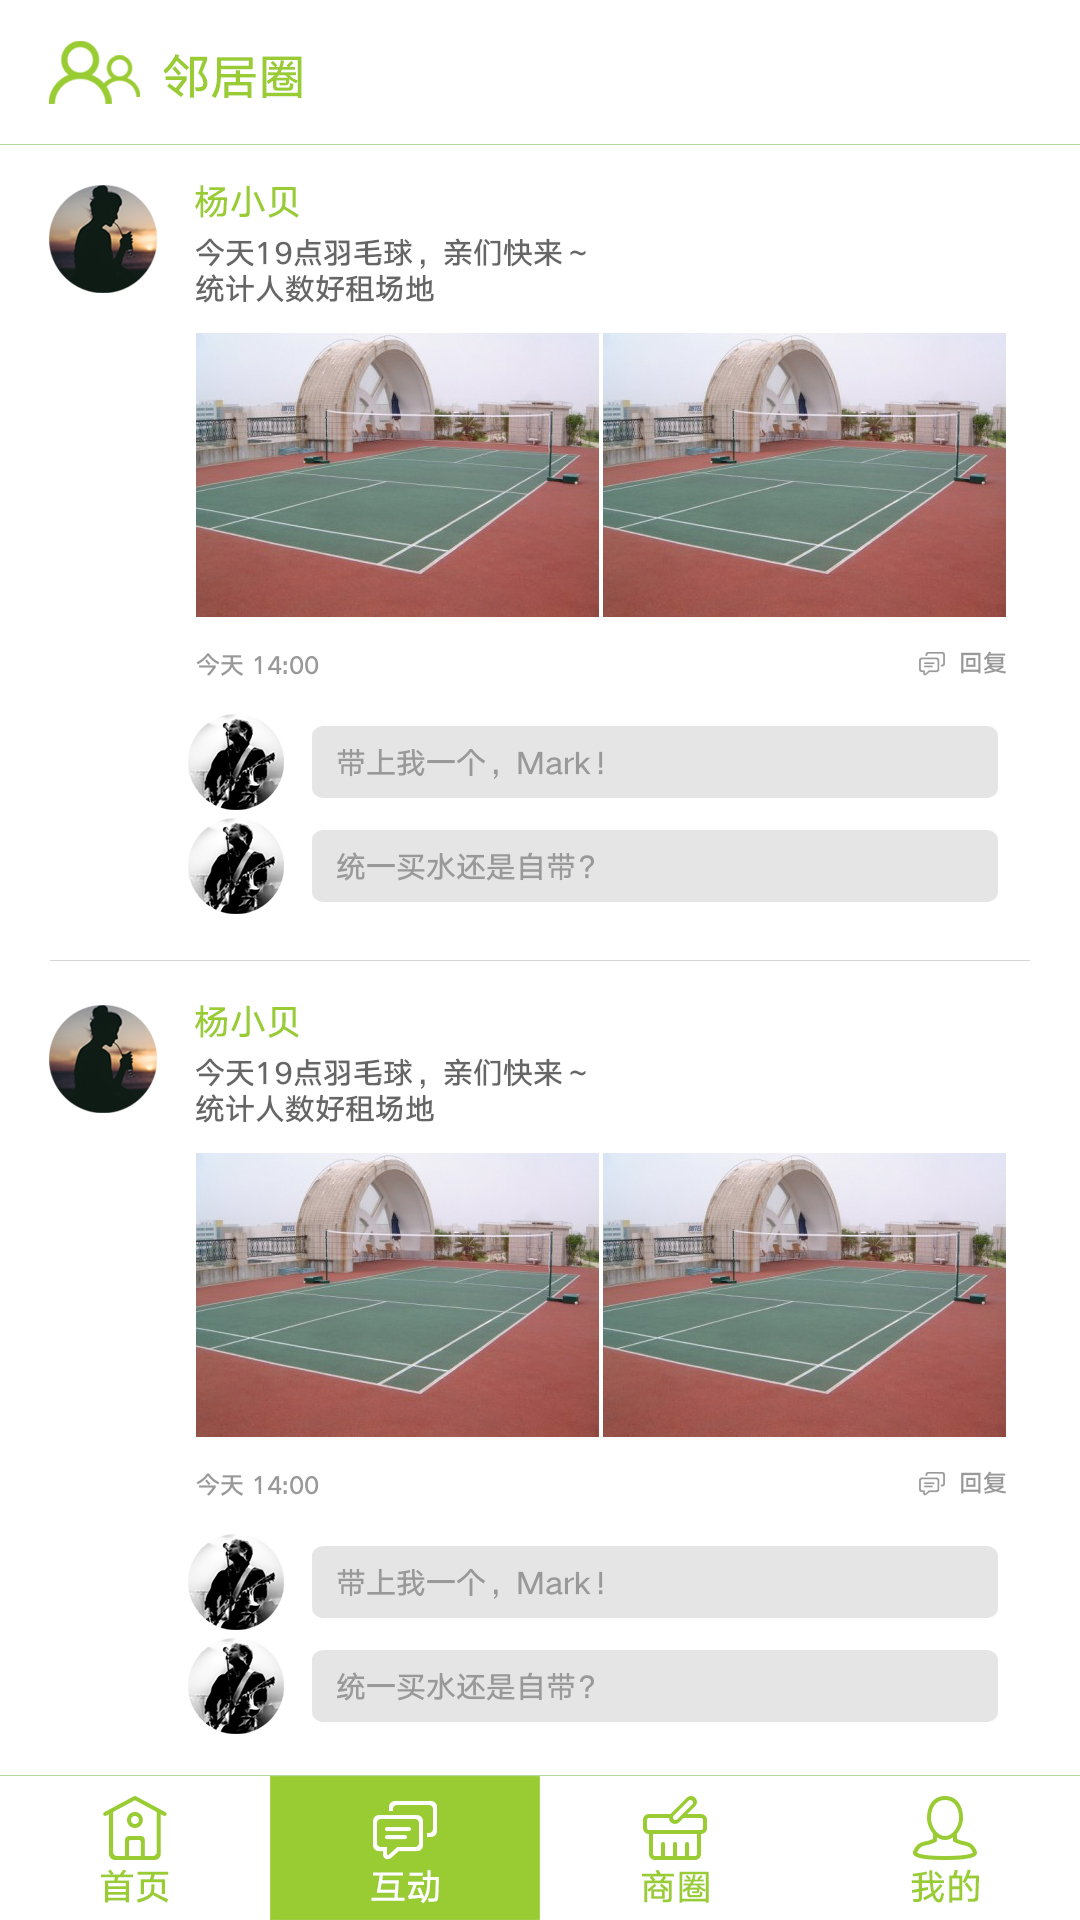 邻居圈
杨小贝
今天19点羽毛球，亲们快来~
统计人数好租场地
今天 14:00
回复
带上我一个，Mark！
统一买水还是自带？
杨小贝
今天19点羽毛球，亲们快来~
统计人数好租场地
今天 14:00
回复
带上我一个，Mark！
统一买水还是自带？
首页
互动
商圈
我的